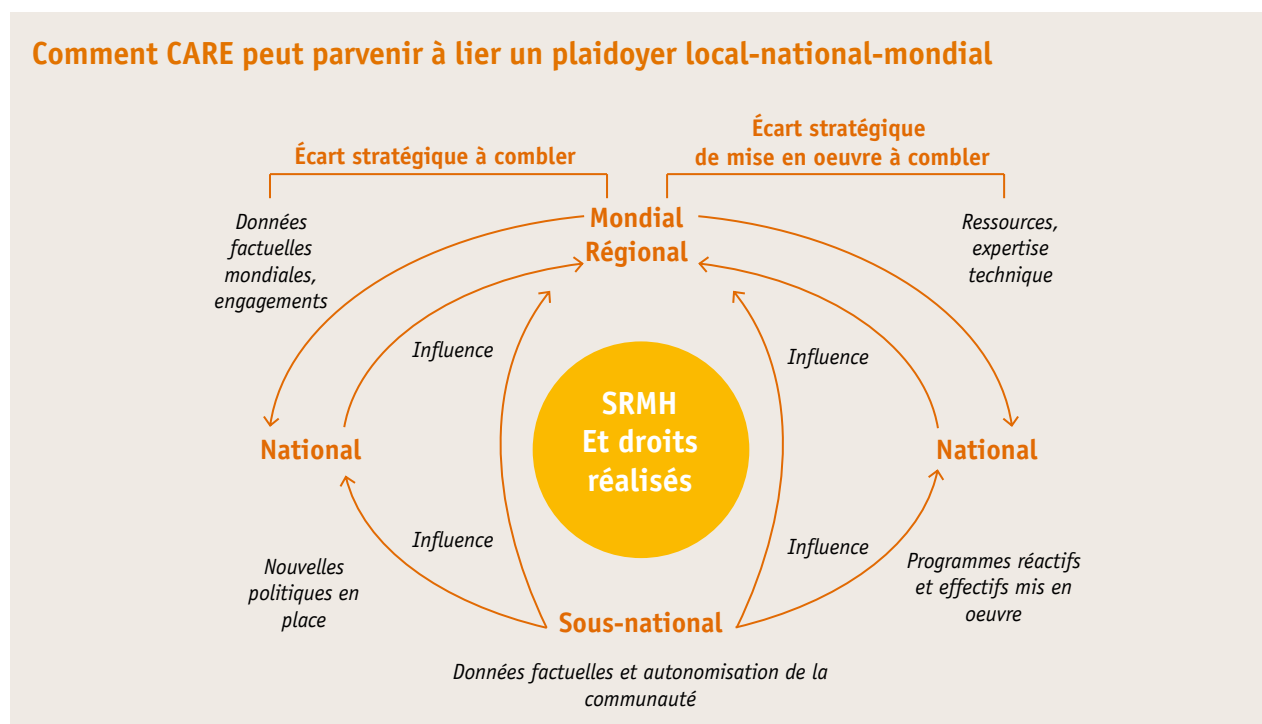 Comment CARE peut parvenir à lier un plaidoyer local-national-mondial
Écart stratégique à combler
Écart stratégique
de mise en oeuvre à combler
Données
factuelles
mondiales,
engagements
Mondial
Régional
Ressources,
expertise
technique
Influence
Influence
SRMH
Et droits
réalisés
National
National
Influence
Influence
Nouvelles
politiques en
place
Programmes réactifs
et effectifs mis en
oeuvre
Sous-national
Données factuelles et autonomisation de la
communauté